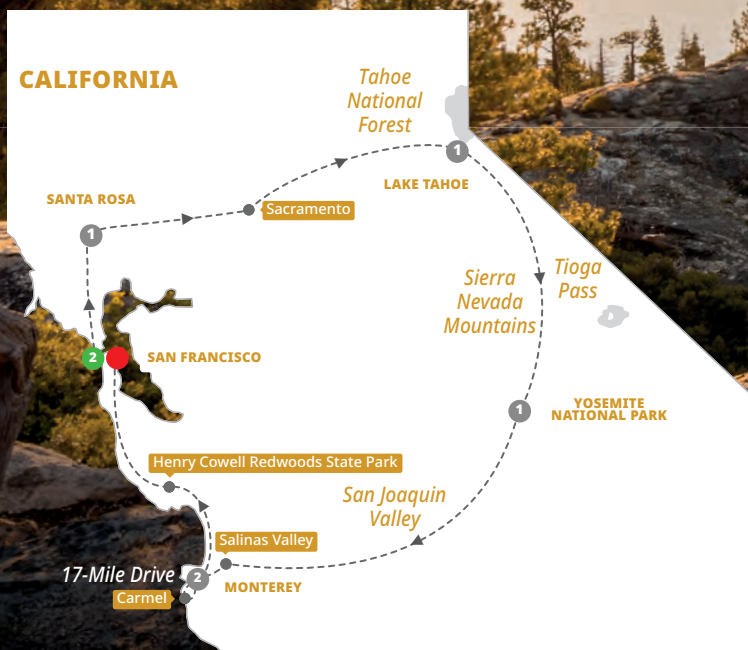 CALIFORNIA
Tahoe
National
Forest
1
LAKE TAHOE
SANTA ROSA
1
Sacramento
Sierra
Nevada
Mountains
Tioga
Pass
2
SAN FRANCISCO
1
YOSEMITE
NATIONAL PARK
Henry Cowell Redwoods State Park
San Joaquin
Valley
Salinas Valley
17-Mile Drive
2
MONTEREY
Carmel